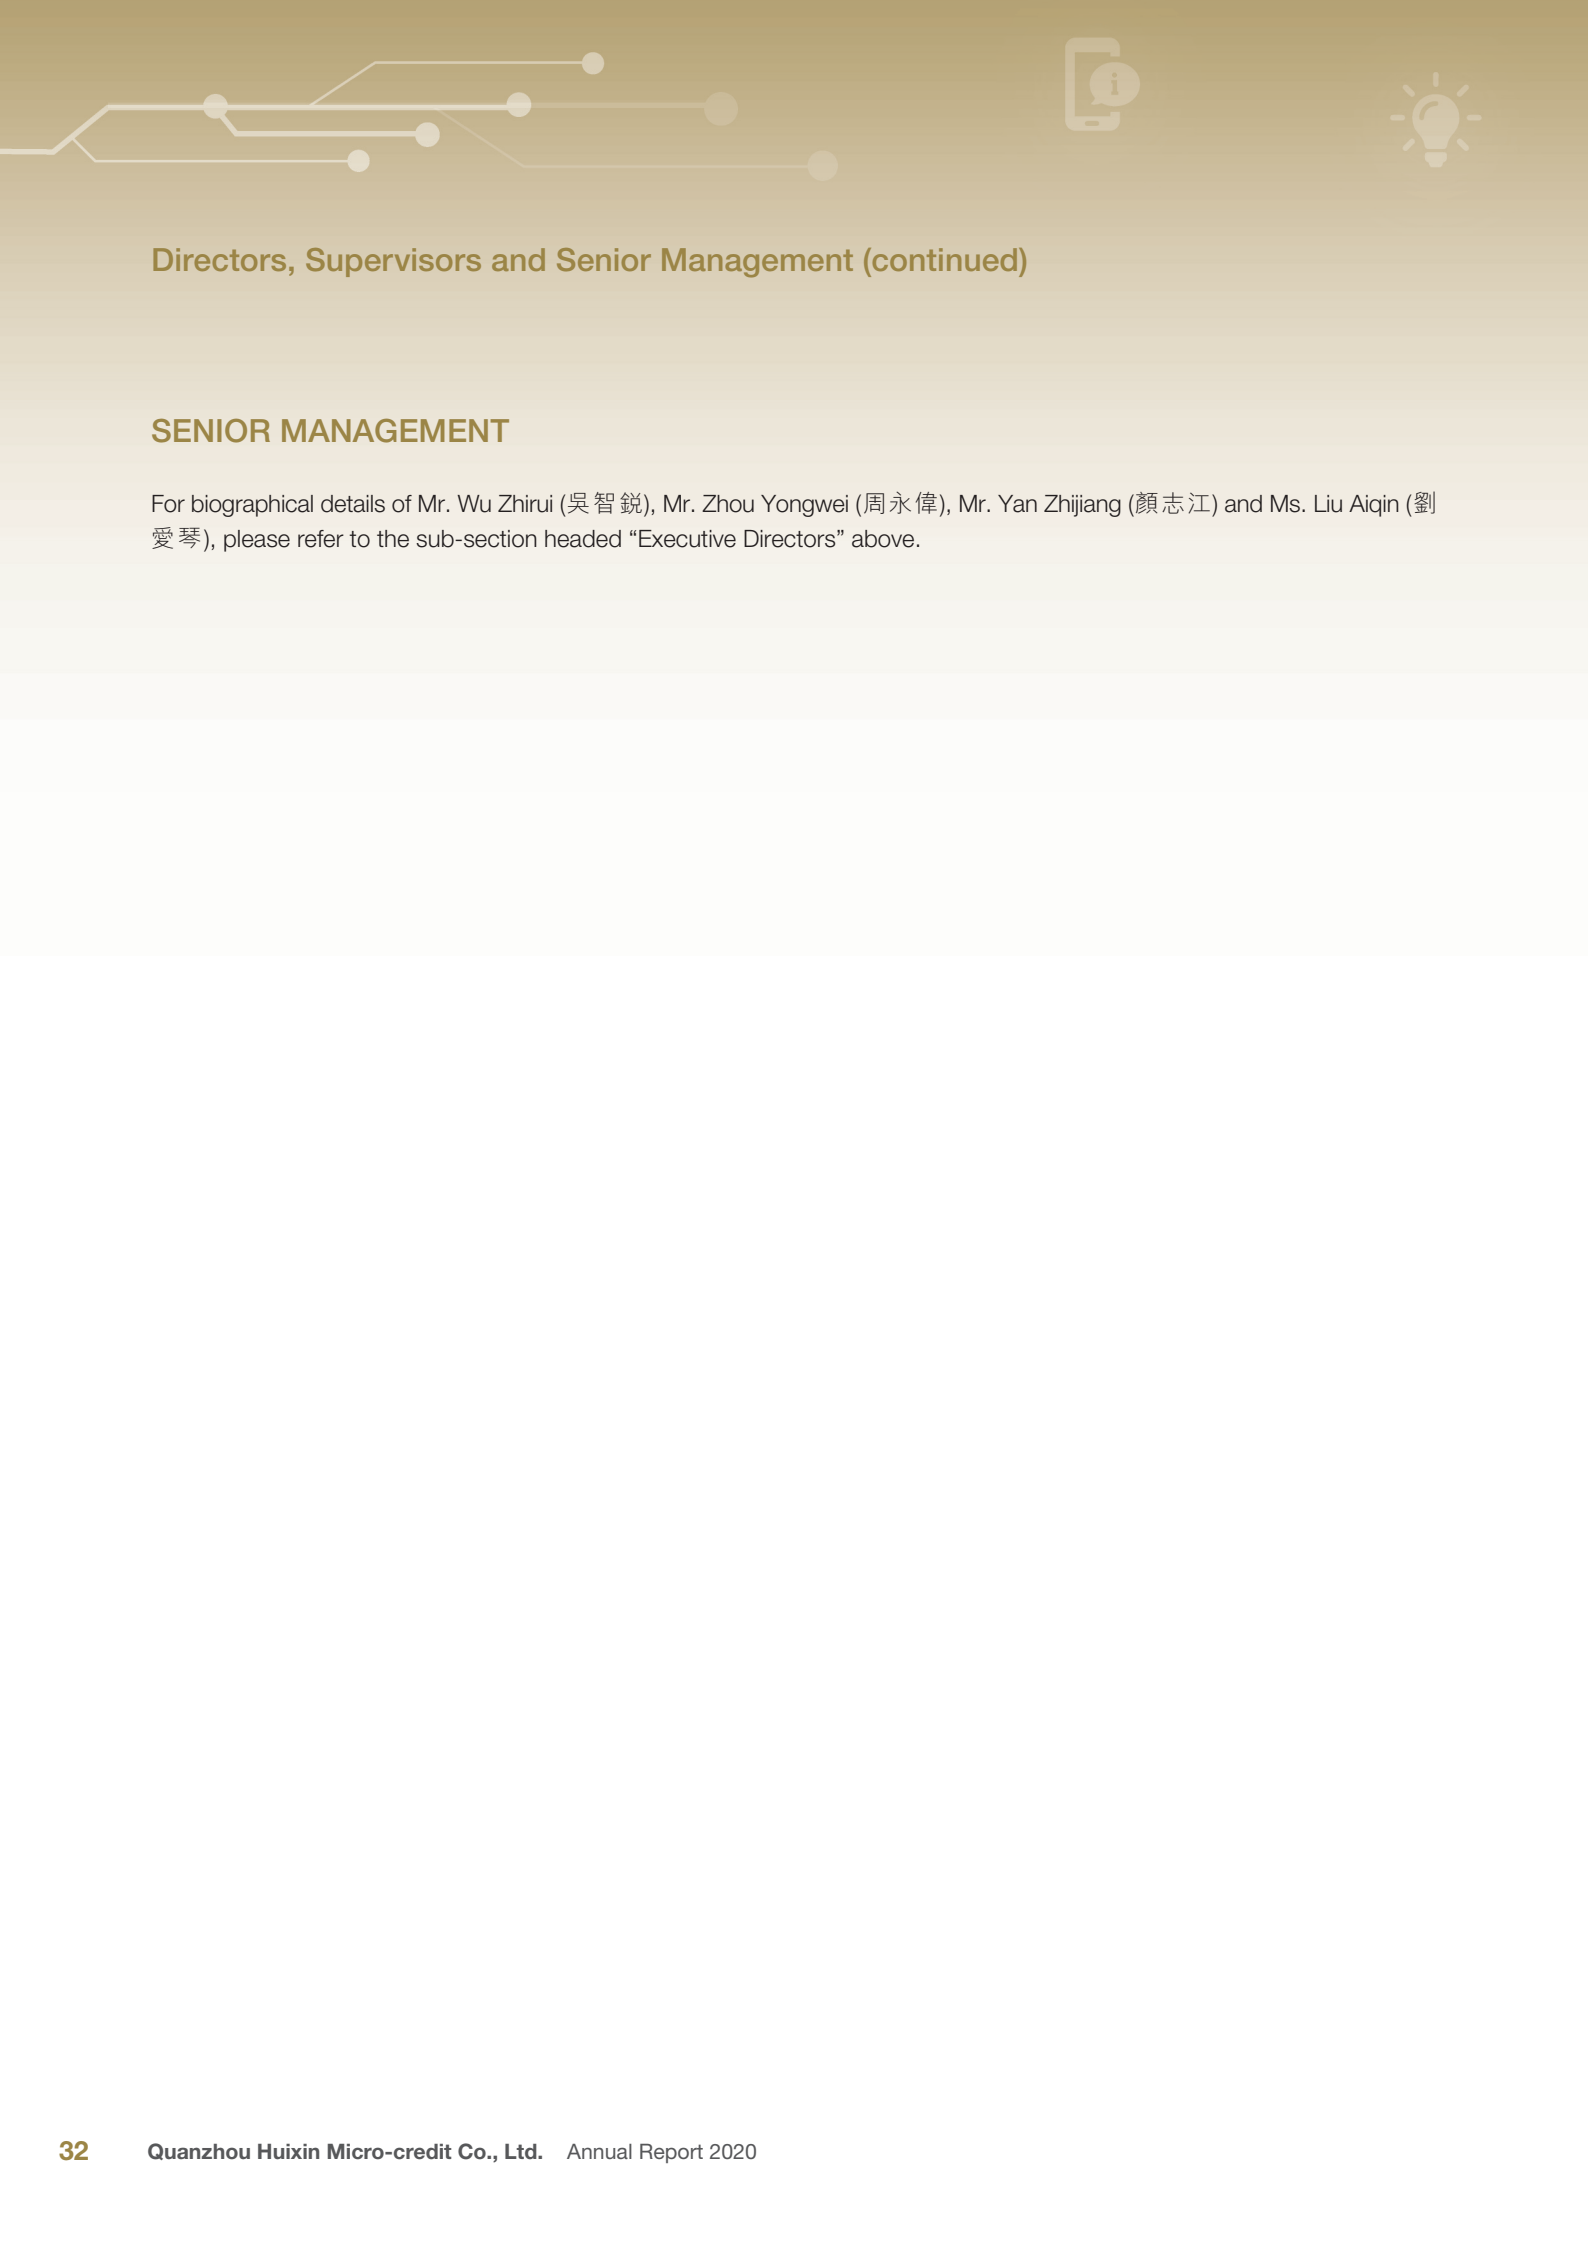 Directors, Supervisors and Senior Management (continued)
SENIOR MANAGEMENT
For biographical details of Mr. Wu Zhirui (吳智鋭), Mr. Zhou Yongwei (周永偉), Mr. Yan Zhijiang (顏志江) and Ms. Liu Aiqin (劉
愛琴), please refer to the sub-section headed “Executive Directors” above.
32 Quanzhou Huixin Micro-credit Co., Ltd. Annual Report 2020